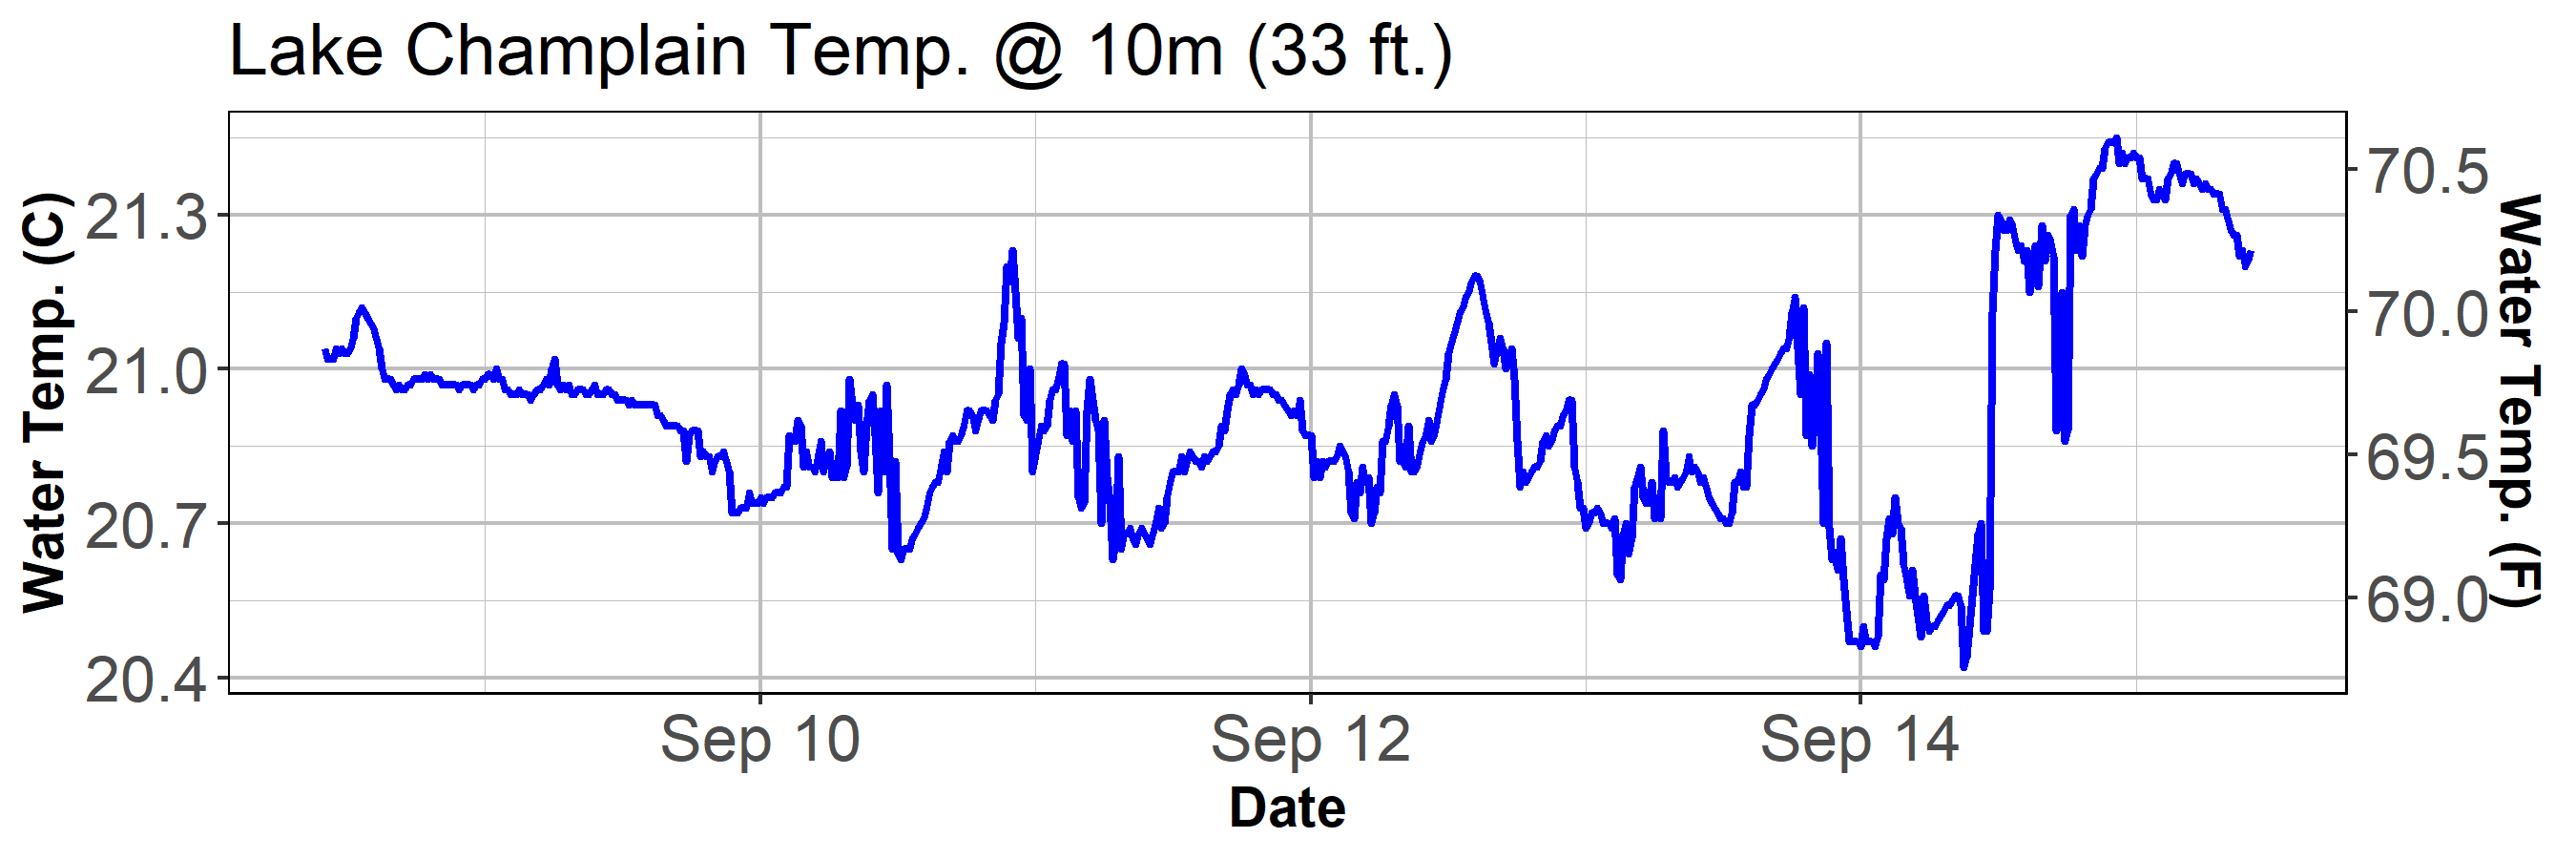 Lake Champlain Temp. @ 10m (33 ft.)
Water Temp. (C)
21.3
21.0
20.7
20.4
70.5
70.0
69.5
69.0
Water Temp. (F)
Sep 10
Sep 12
Sep 14
Date